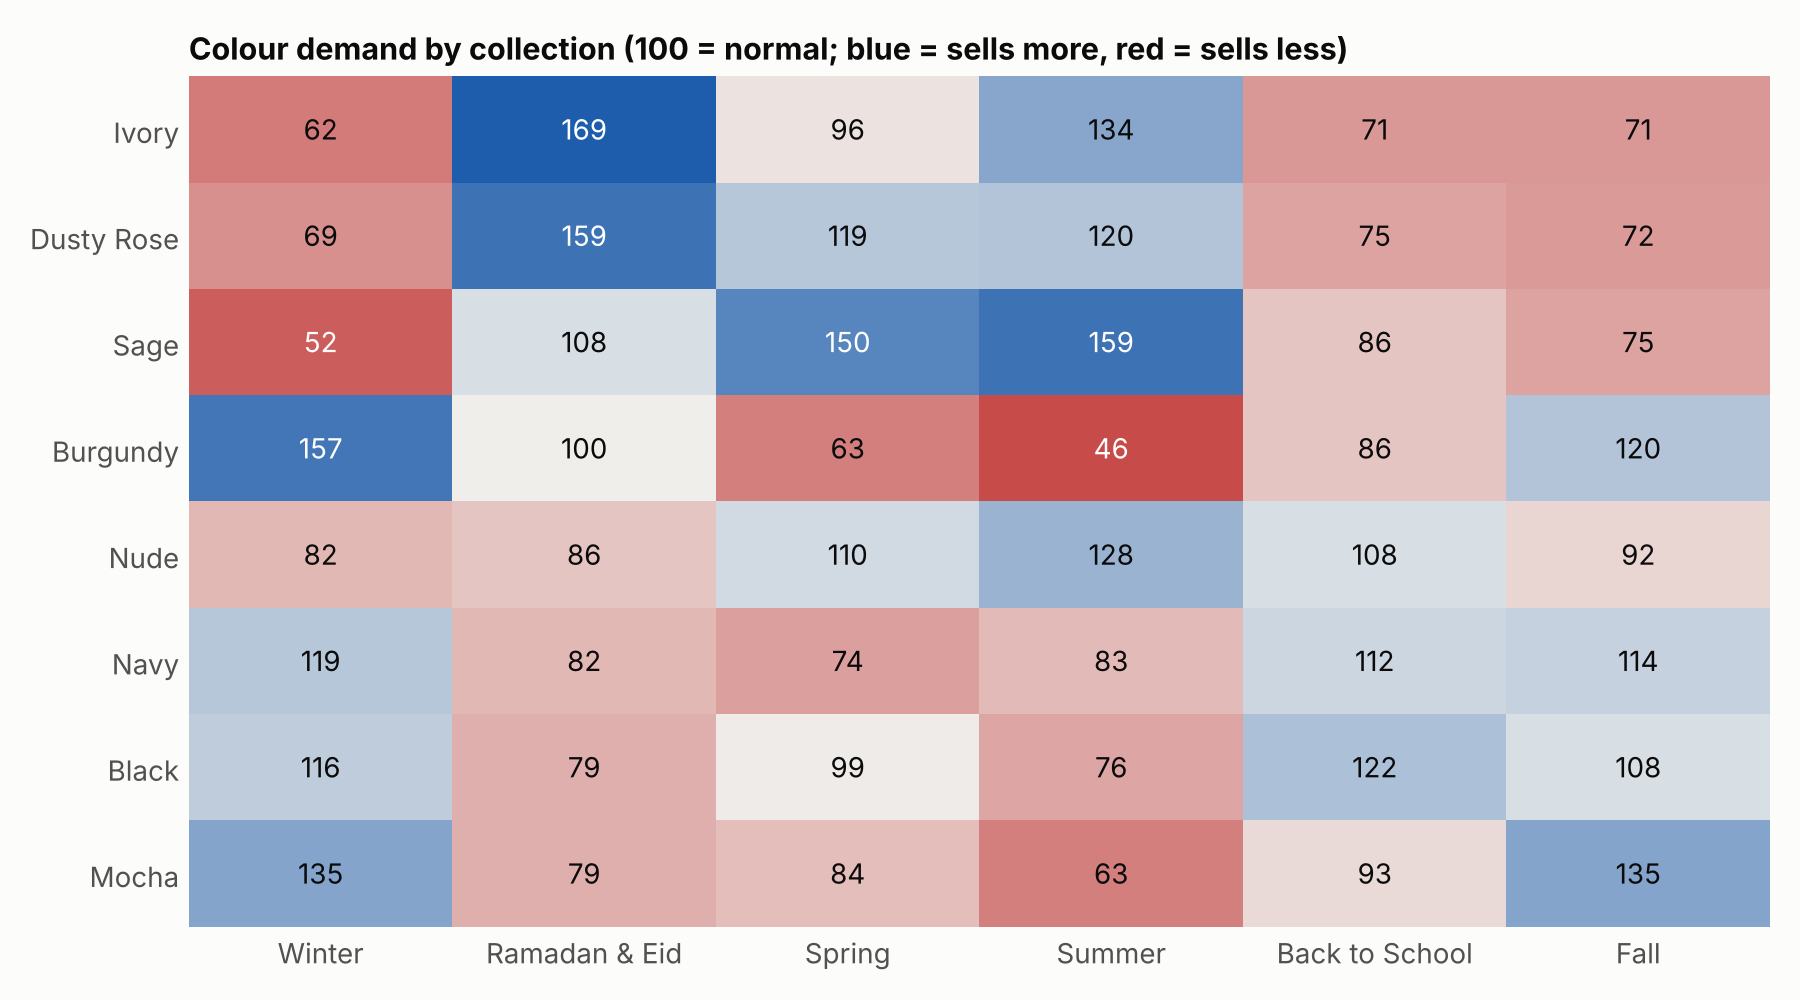 Colour demand by collection (100 = normal; blue = sells more, red = sells less)
Ivory 62 169 96 134 71 71
Dusty Rose 69 159 119 120 75 72
Sage 52 108 150 159 86 75
Burgundy 157 100 63 46 86 120
Nude 82 86 110 128 108 92
Navy 119 82 74 83 112 114
Black 116 79 99 76 122 108
Mocha 135 79 84 63 93 135
Winter Ramadan & Eid Spring Summer Back to School Fall